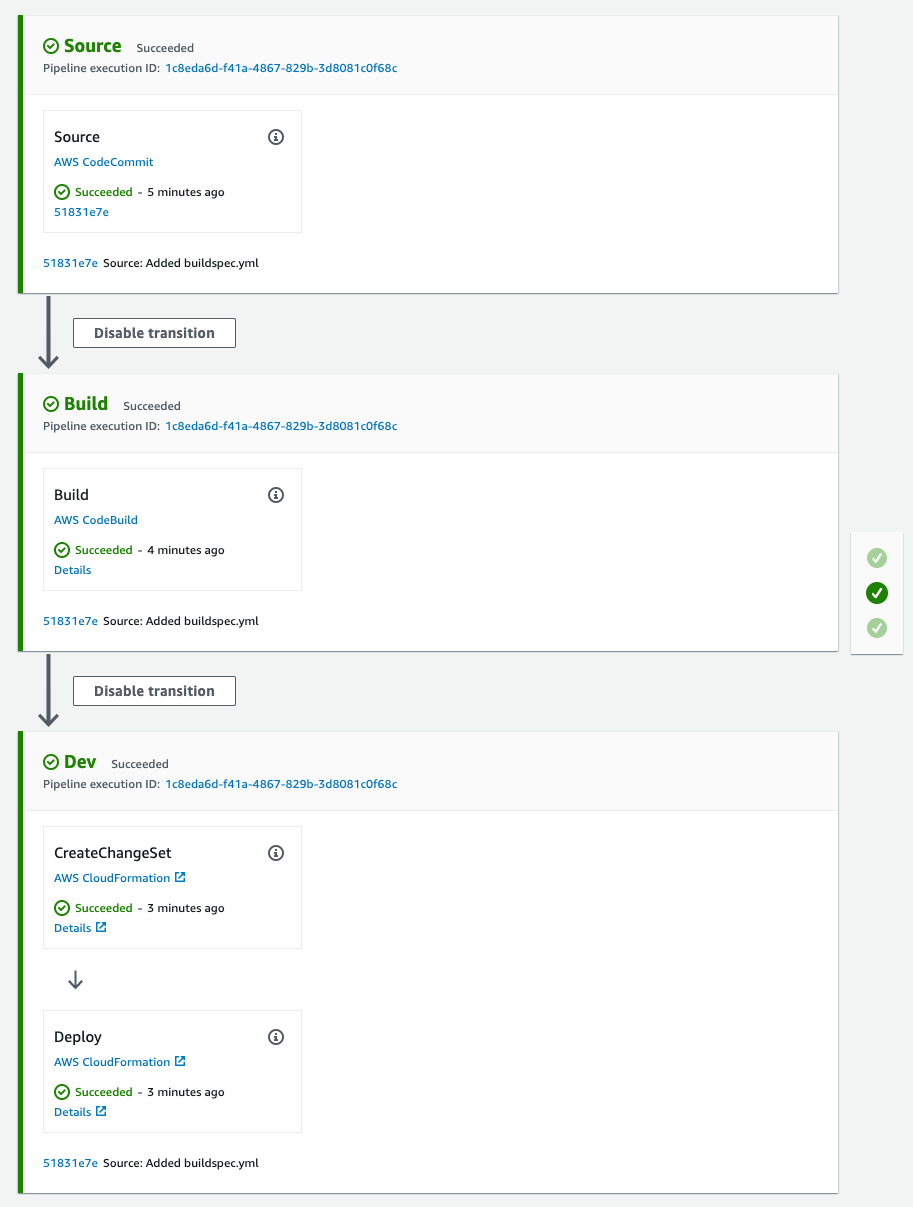 Source Succeeded
Pipeline execution ID: 1c8eda6d-f41a-4867-829b-3d8081c0f68c
Source
AWS CodeCommit
Succeeded - 5 minutes ago
51831e7e
51831e7e Source: Added buildspec.yml
Disable transition
Build Succeeded
Pipeline execution ID: 1c8eda6d-f41a-4867-829b-3d8081c0f68c
Build
AWS CodeBuild
Succeeded - 4 minutes ago
Details
51831e7e Source: Added buildspec.yml
Disable transition
Dev Succeeded
Pipeline execution ID: 1c8eda6d-f41a-4867-829b-3d8081c0f68c
CreateChangeSet
AWS CloudFormation
Succeeded - 3 minutes ago
Details
Deploy
AWS CloudFormation
Succeeded - 3 minutes ago
Details
51831e7e Source: Added buildspec.yml